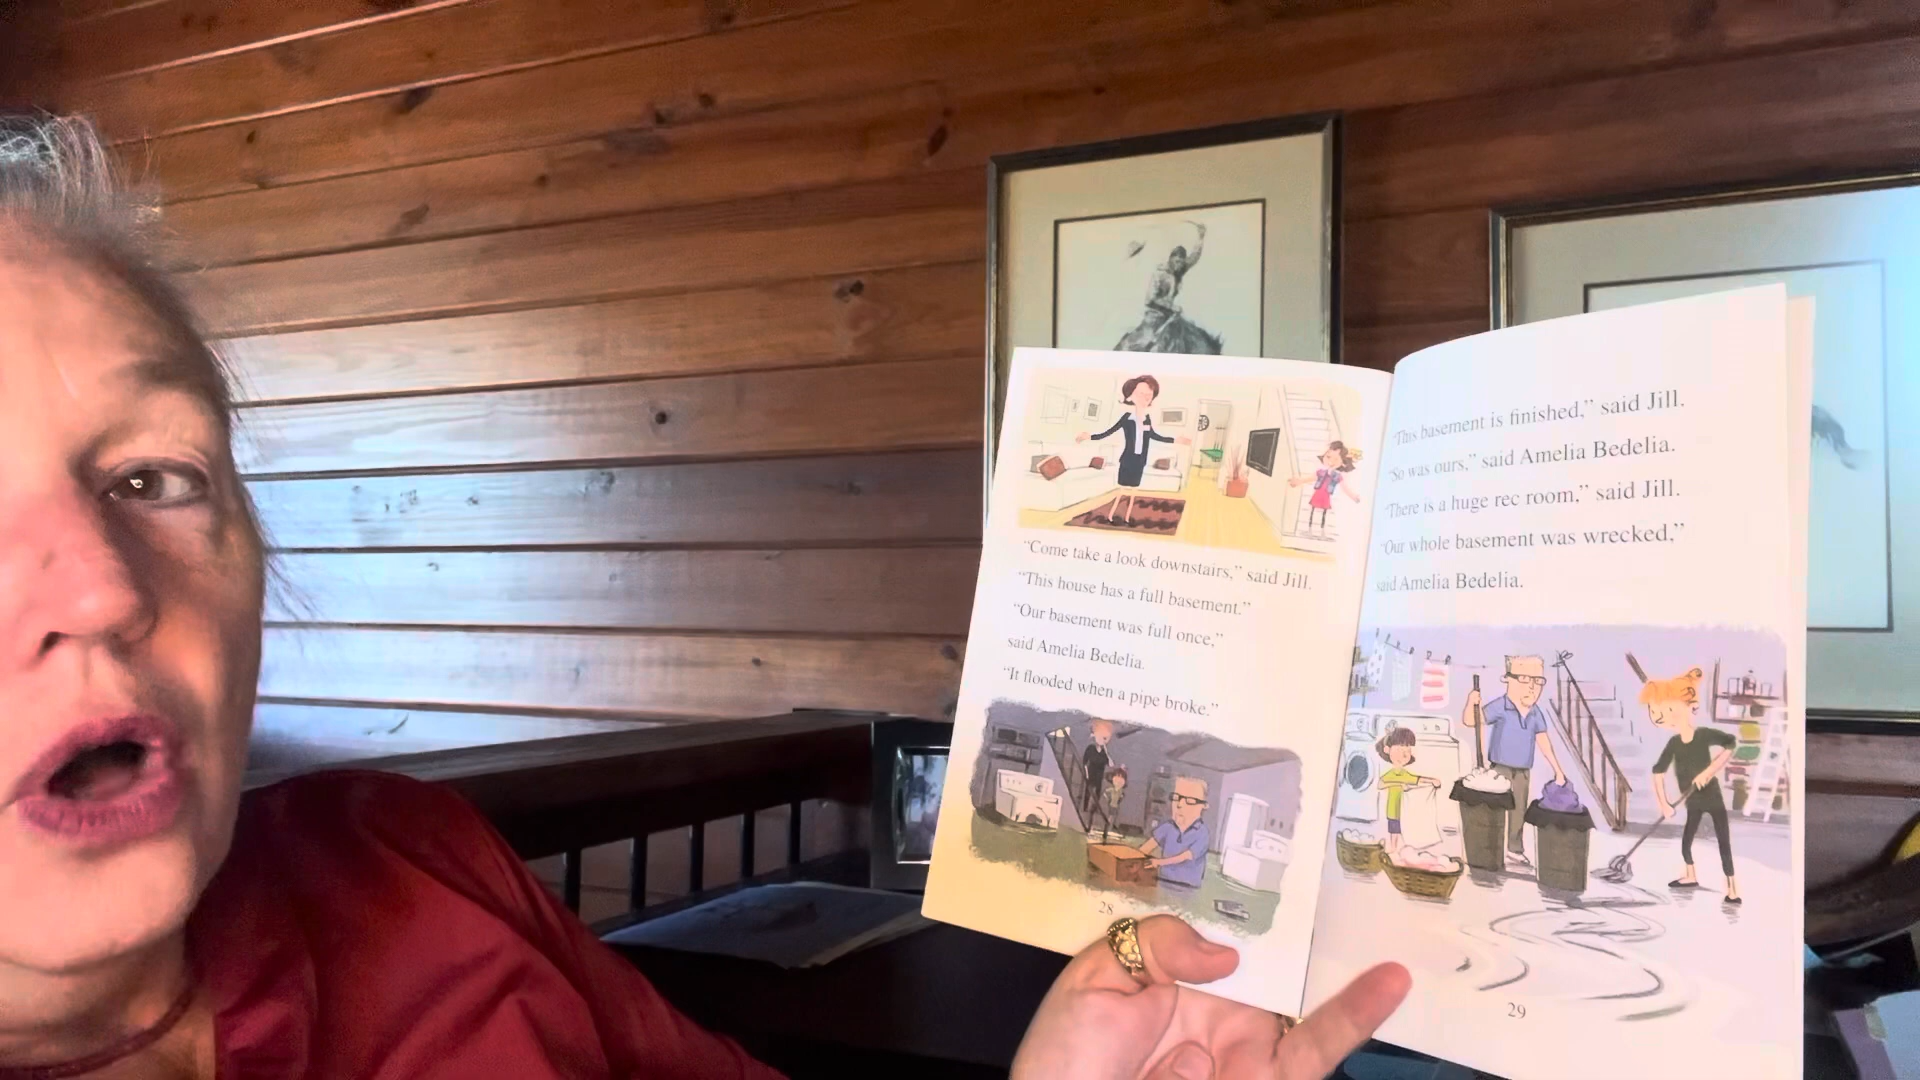 “Come take a look downstairs,” said Jill.
“This house has a full basement.”
“Our basement was full once,”
said Amelia Bedelia.
“It flooded when a pipe broke.”
28
“This basement is finished,” said Jill.
“So was ours,” said Amelia Bedelia.
“There is a huge rec room,” said Jill.
“Our whole basement was wrecked,”
said Amelia Bedelia.
29